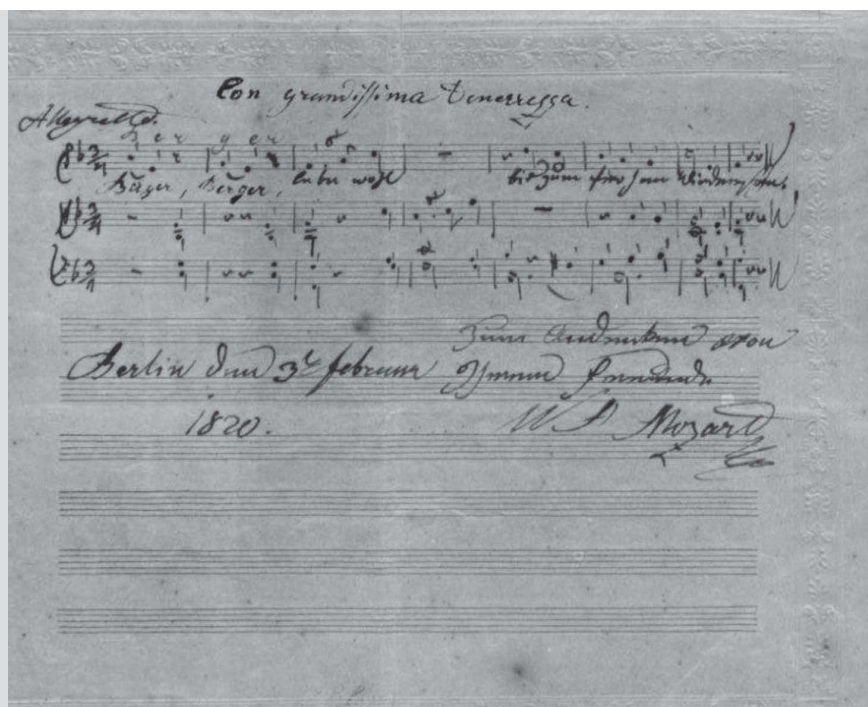 Con grandissima tenerezza.
Allegretto.
B e r g e r
Berger, Berger, lebe wohl bis zum frohen Wiedersehen.
Zum Andenken von
Berlin den 3t februar Ihrem Freunde
1820. W A Mozart